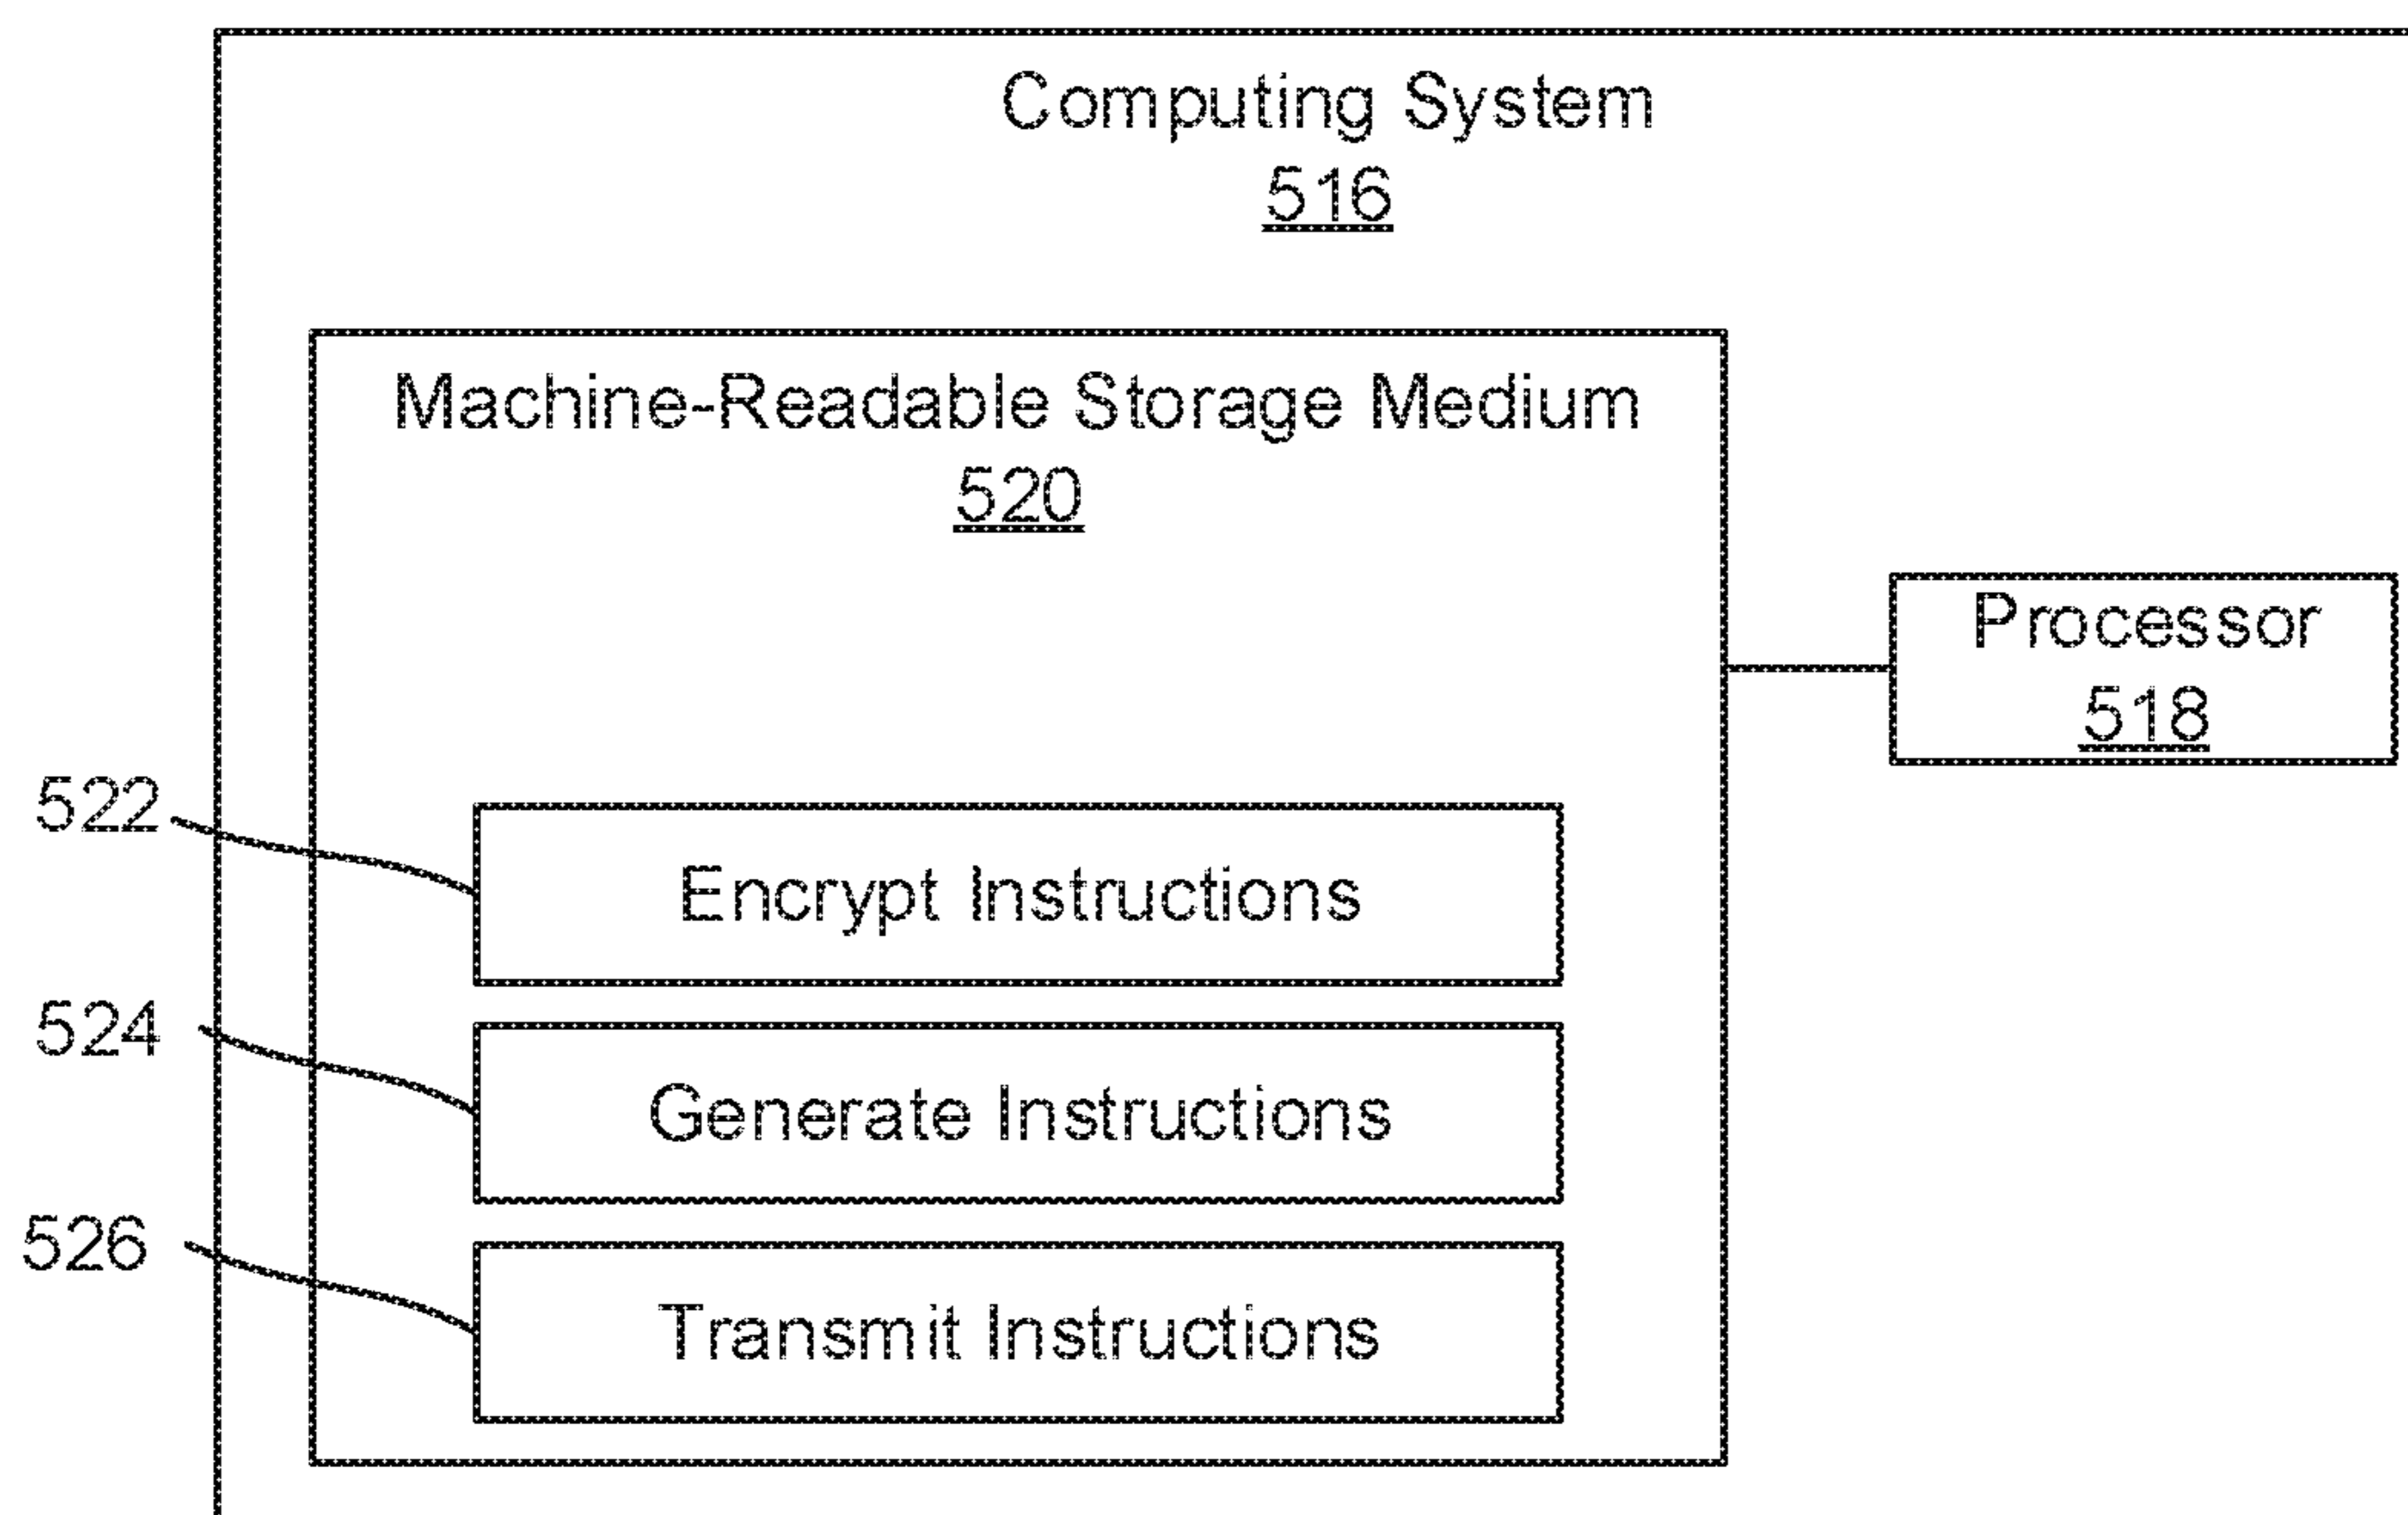 Computing System
516
Machine-Readable Storage Medium
520
Processor
518
522
Encrypt Instructions
524
Generate Instructions
526
Transmit Instructions